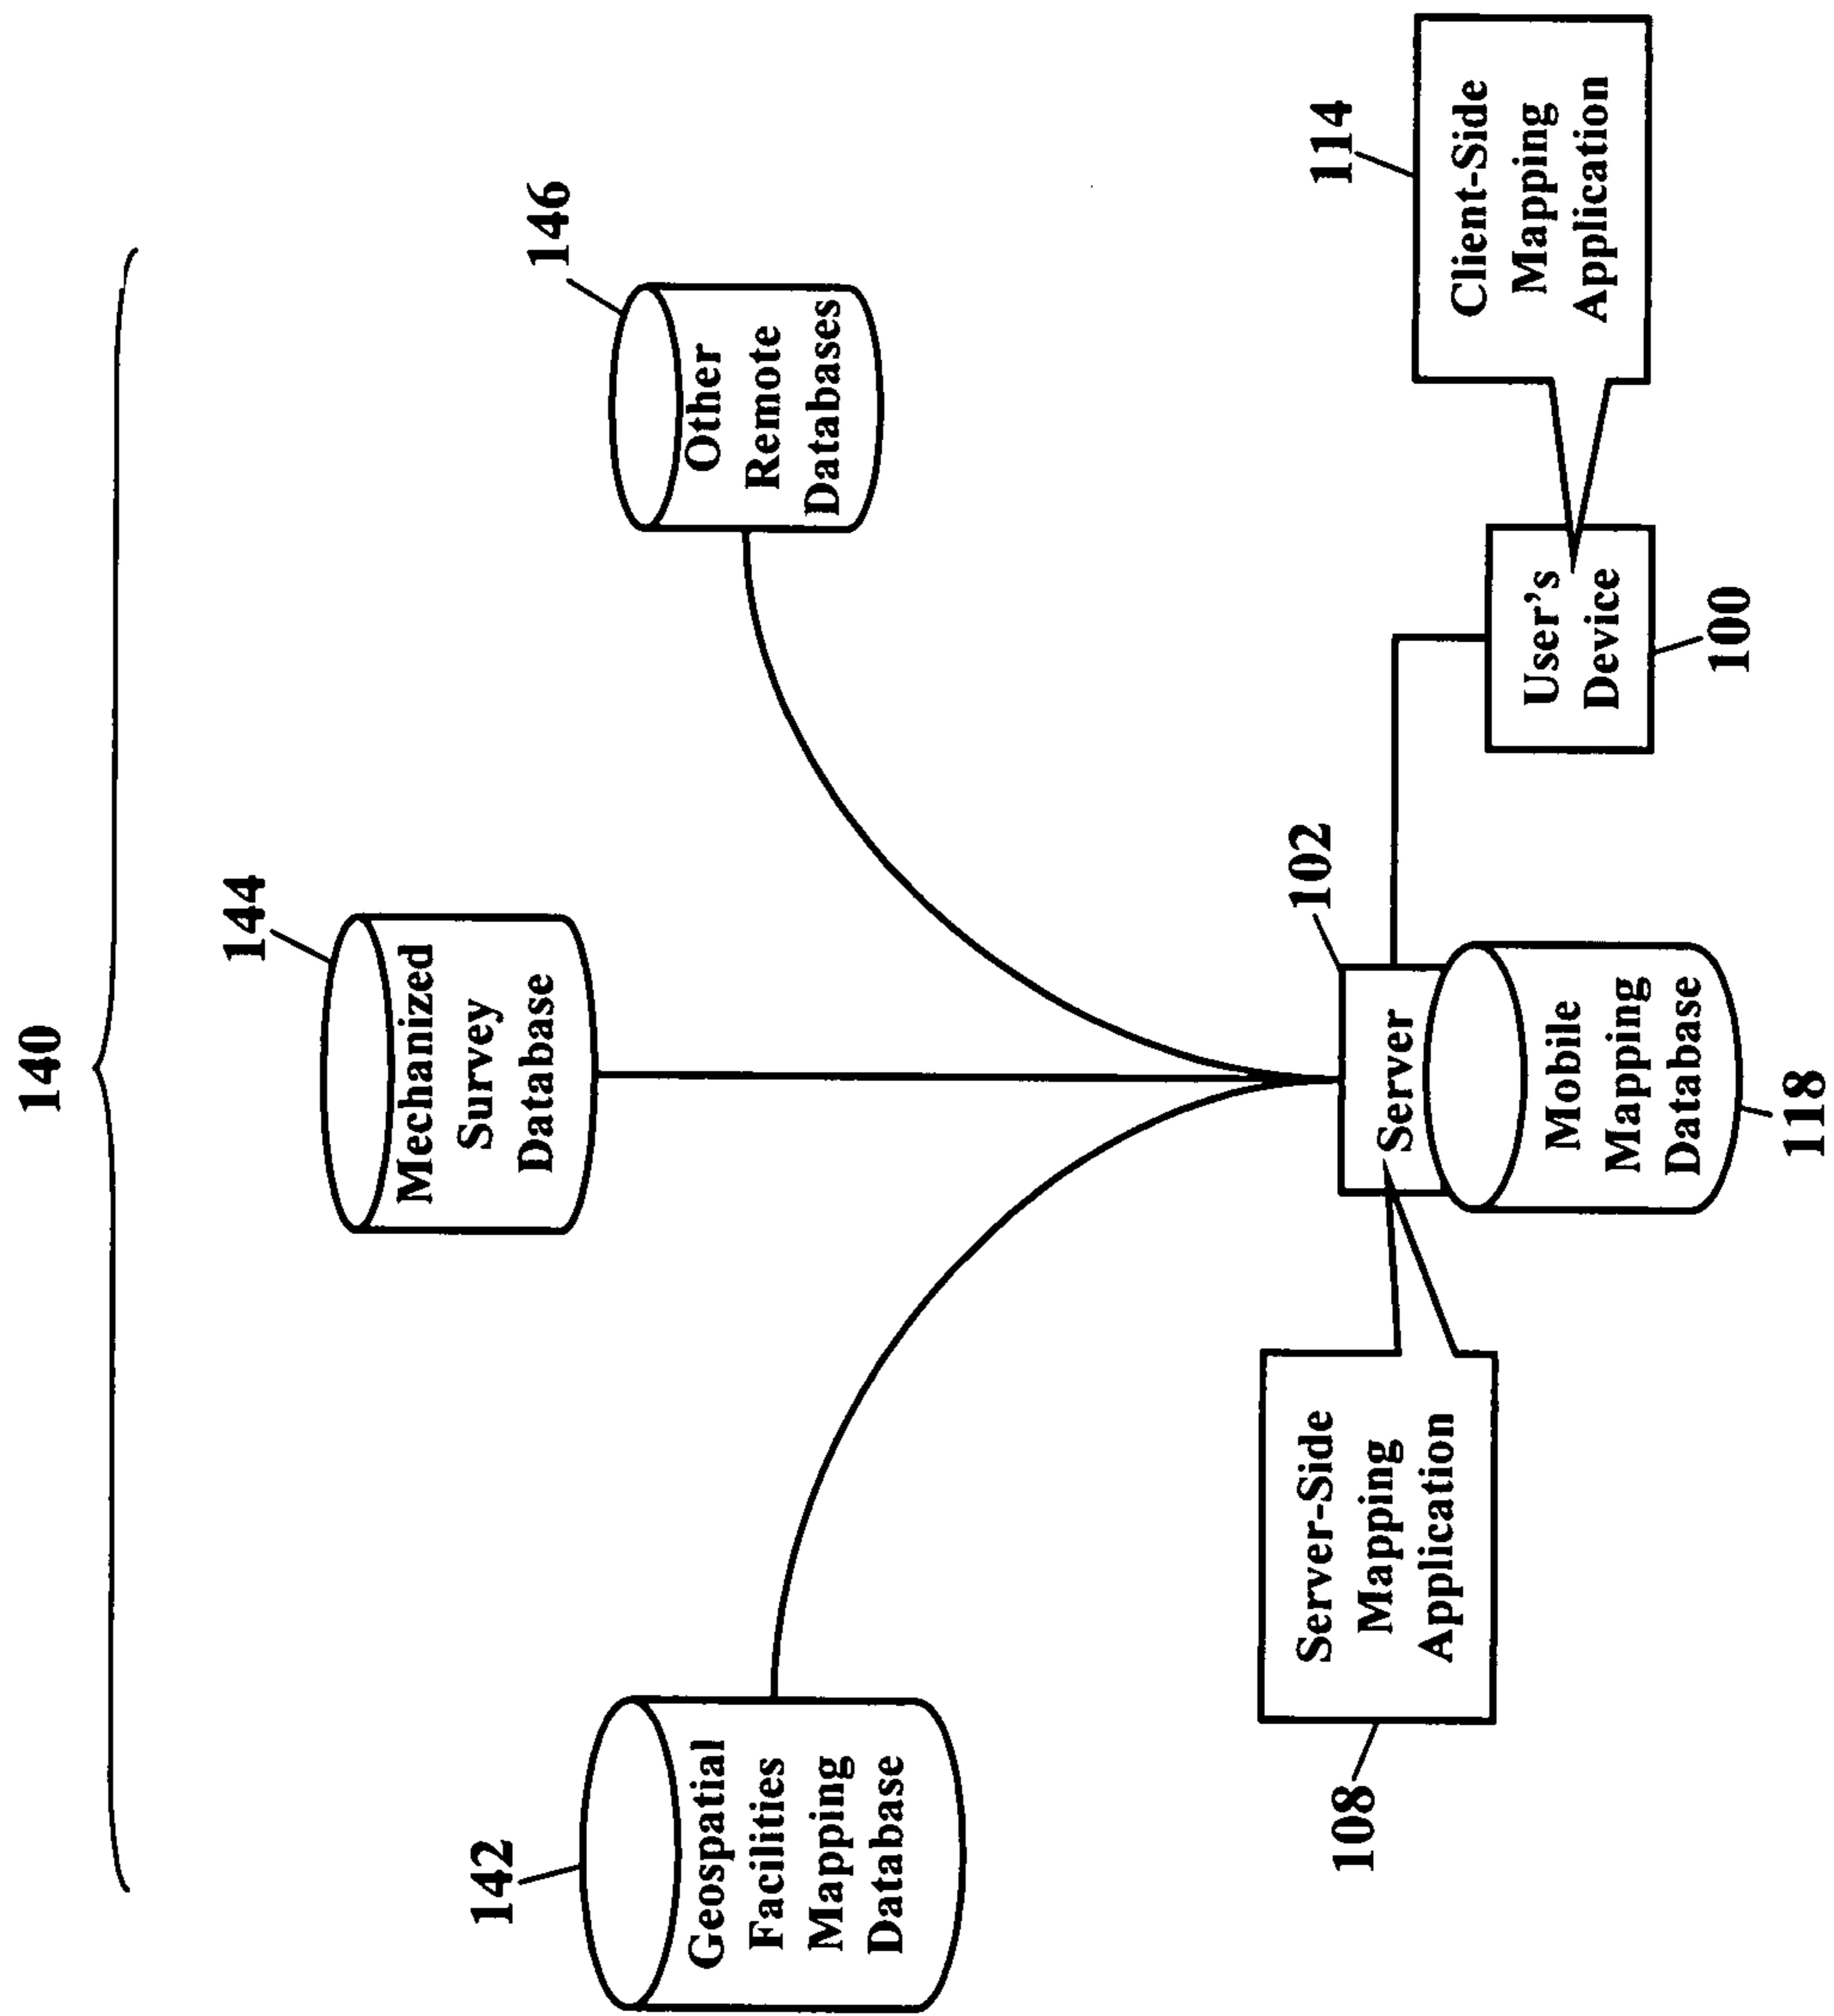 140
144
Mechanized
Survey
Database
142
Geospatial
Facilities
Mapping
Database
146
Other
Remote
Databases
102
Server
Mobile
Mapping
Database
118
Server-Side
Mapping
Application
108
114
Client-Side
Mapping
Application
User's
Device
100